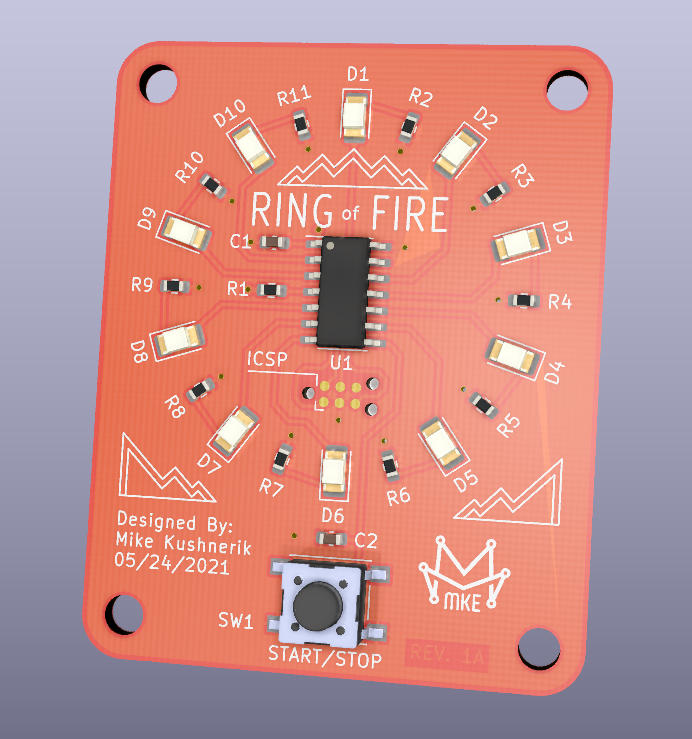 D1
R11
R2
D10
D2
R10
R3
RING of FIRE
D9
D3
C1
R9
R1
R4
U1
D8
ICSP
D4
R8
R5
D7
R7
R6
D5
D6
Designed By:
Mike Kushnerik
05/24/2021
C2
MKE
SW1
START/STOP
REV. 1A